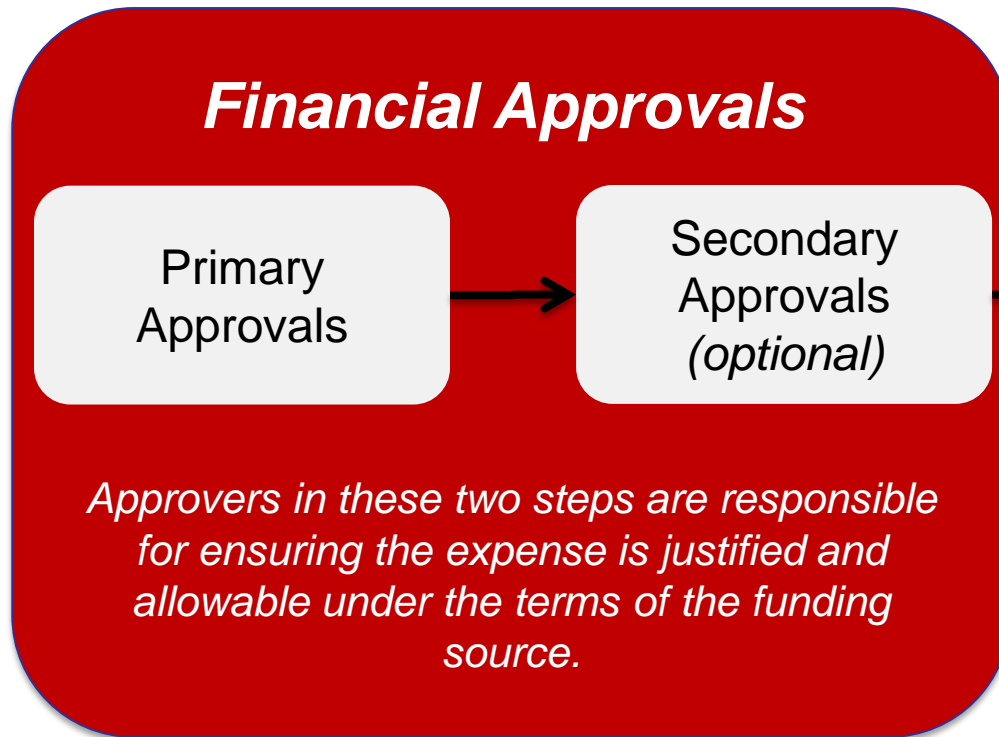 Financial Approvals
Primary
Approvals
Secondary
Approvals
(optional)
Approvers in these two steps are responsible
for ensuring the expense is justified and
allowable under the terms of the funding
source.